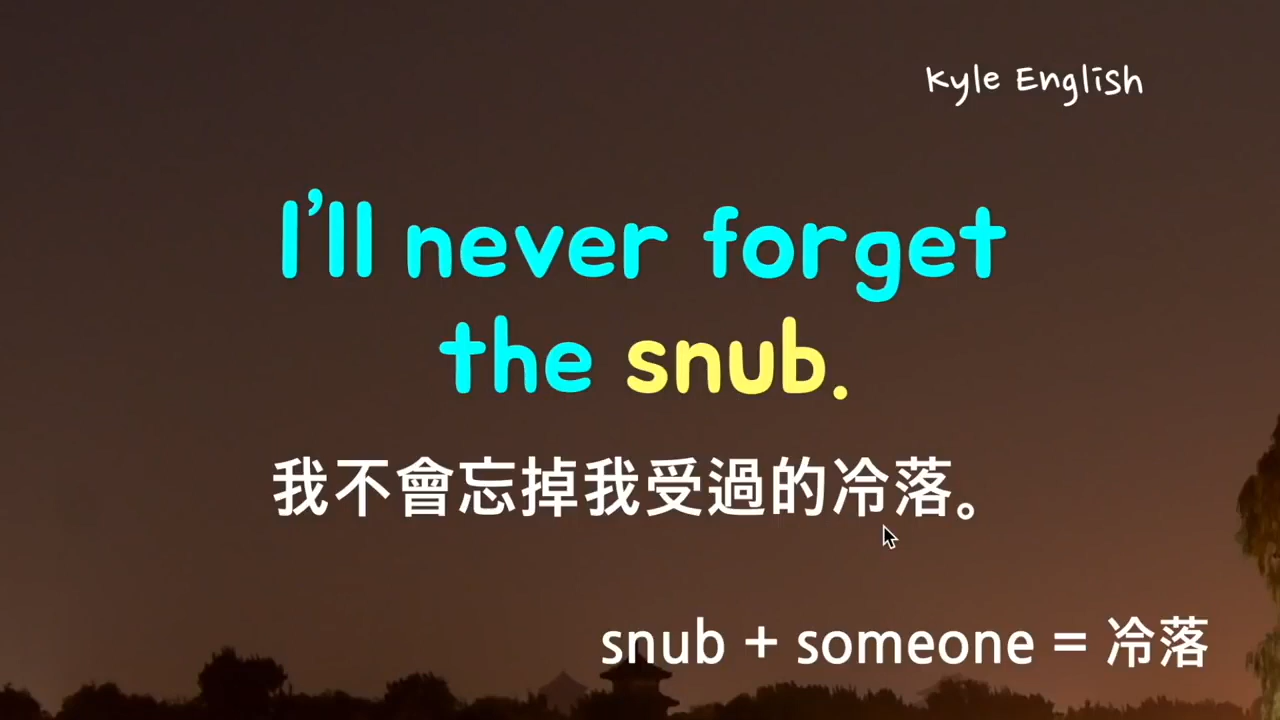 Kyle English
I'll never forget
the snub.
我不會忘掉我受過的冷落。
snub + someone = 冷落